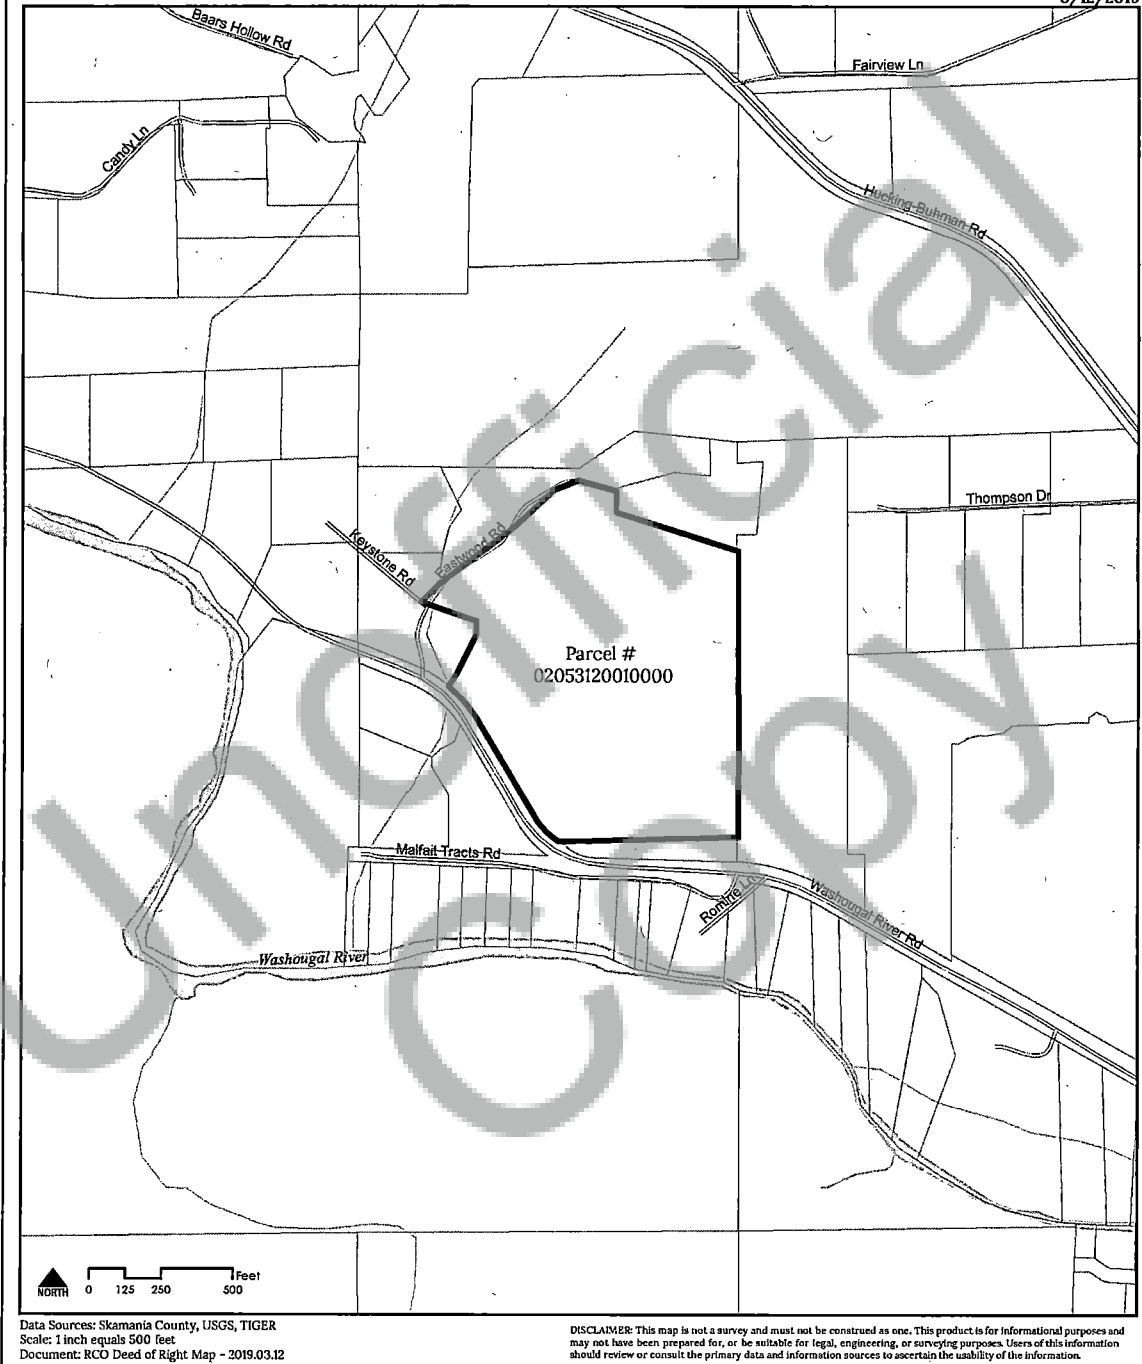 Baars Hollow Rd
Fairview Ln
Candy Ln
Hucking-Buhman Rd
Thompson Dr
Keystone Rd
Eastwood Rd
Parcel #
02053120010000
Malfait Tracts Rd
Washougal River Rd
Washougal River
Unofficial
Copy
NORTH
0 125 250 500 Feet
Data Sources: Skamania County, USGS, TIGER
Scale: 1 inch equals 500 feet
Document: RCO Deed of Right Map - 2019.03.12
DISCLAIMER: This map is not a survey and must not be construed as one. This product is for informational purposes and
may not have been prepared for, or be suitable for legal, engineering, or surveying purposes. Users of this information
should review or consult the primary data and information sources to ascertain the usability of the information.